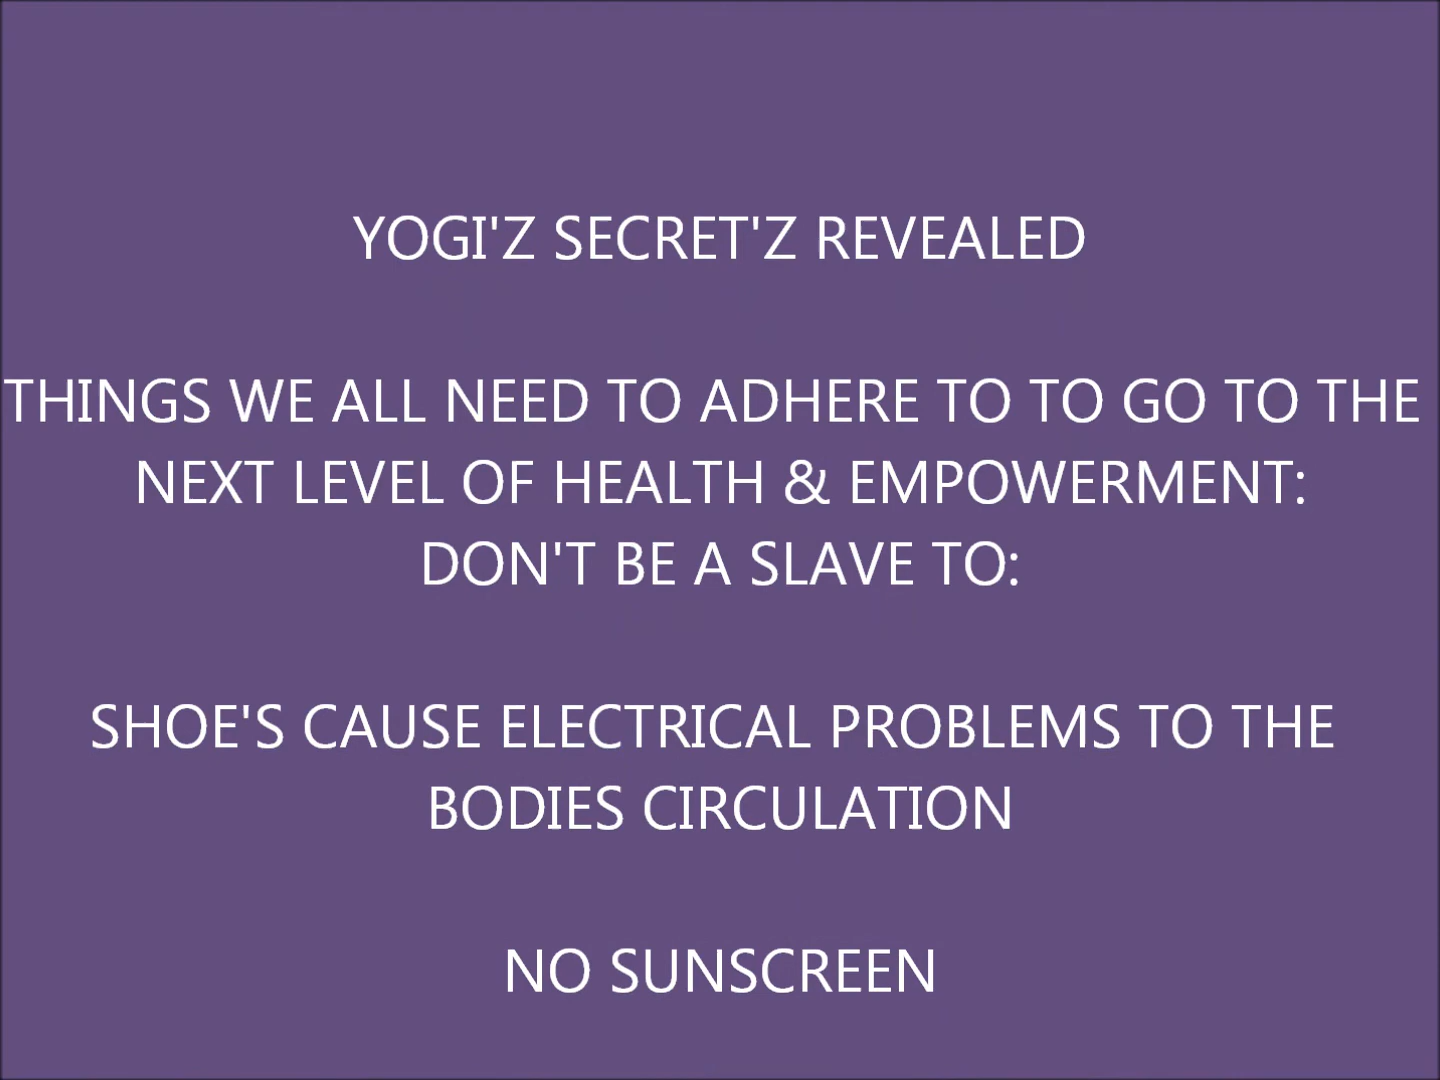 YOGI'Z SECRET'Z REVEALED
THINGS WE ALL NEED TO ADHERE TO TO GO TO THE
NEXT LEVEL OF HEALTH & EMPOWERMENT:
DON'T BE A SLAVE TO:
SHOE'S CAUSE ELECTRICAL PROBLEMS TO THE
BODIES CIRCULATION
NO SUNSCREEN